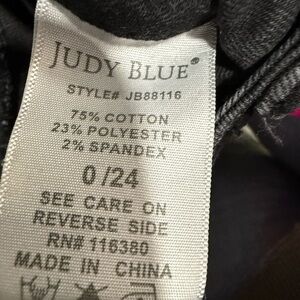 JUDY BLUE®
STYLE# JB88116
75% COTTON
23% POLYESTER
2% SPANDEX
0/24
SEE CARE ON
REVERSE SIDE
RN# 116380
MADE IN CHINA